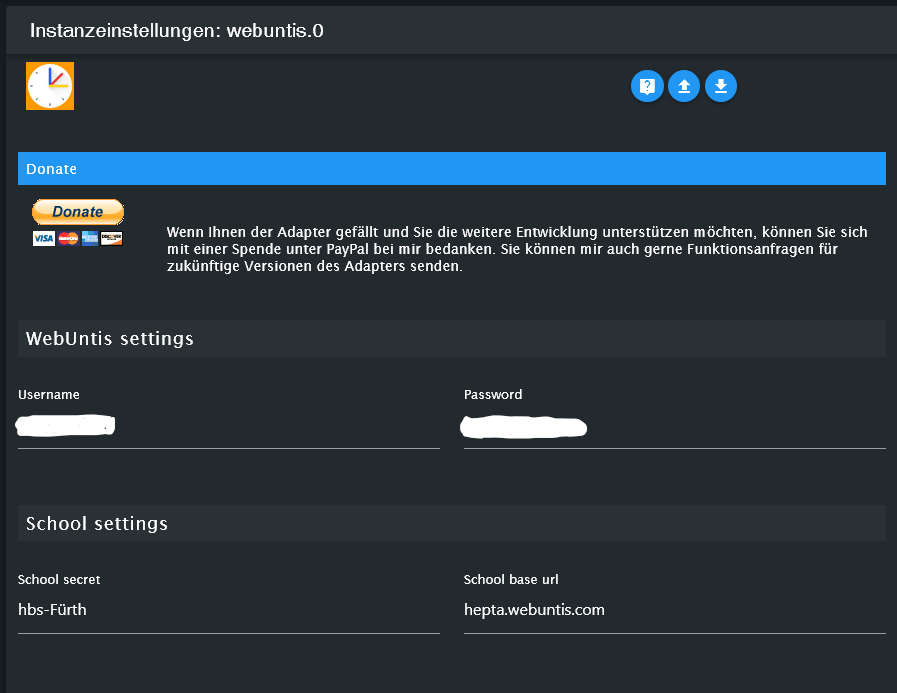 Instanzeinstellungen: webuntis.0
Donate
Donate
VISA
Wenn Ihnen der Adapter gefällt und Sie die weitere Entwicklung unterstützen möchten, können Sie sich
mit einer Spende unter PayPal bei mir bedanken. Sie können mir auch gerne Funktionsanfragen für
zukünftige Versionen des Adapters senden.
WebUntis settings
Username Password
School settings
School secret School base url
hbs-Fürth hepta.webuntis.com